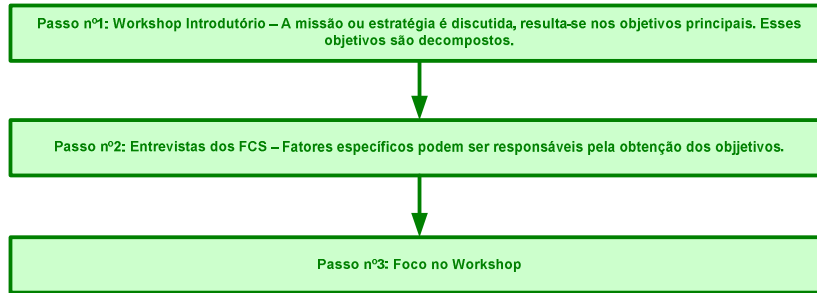 Passo nº1: Workshop Introdutório – A missão ou estratégia é discutida, resulta-se nos objetivos principais. Esses
objetivos são decompostos.
Passo nº2: Entrevistas dos FCS – Fatores específicos podem ser responsáveis pela obtenção dos objjetivos.
Passo nº3: Foco no Workshop